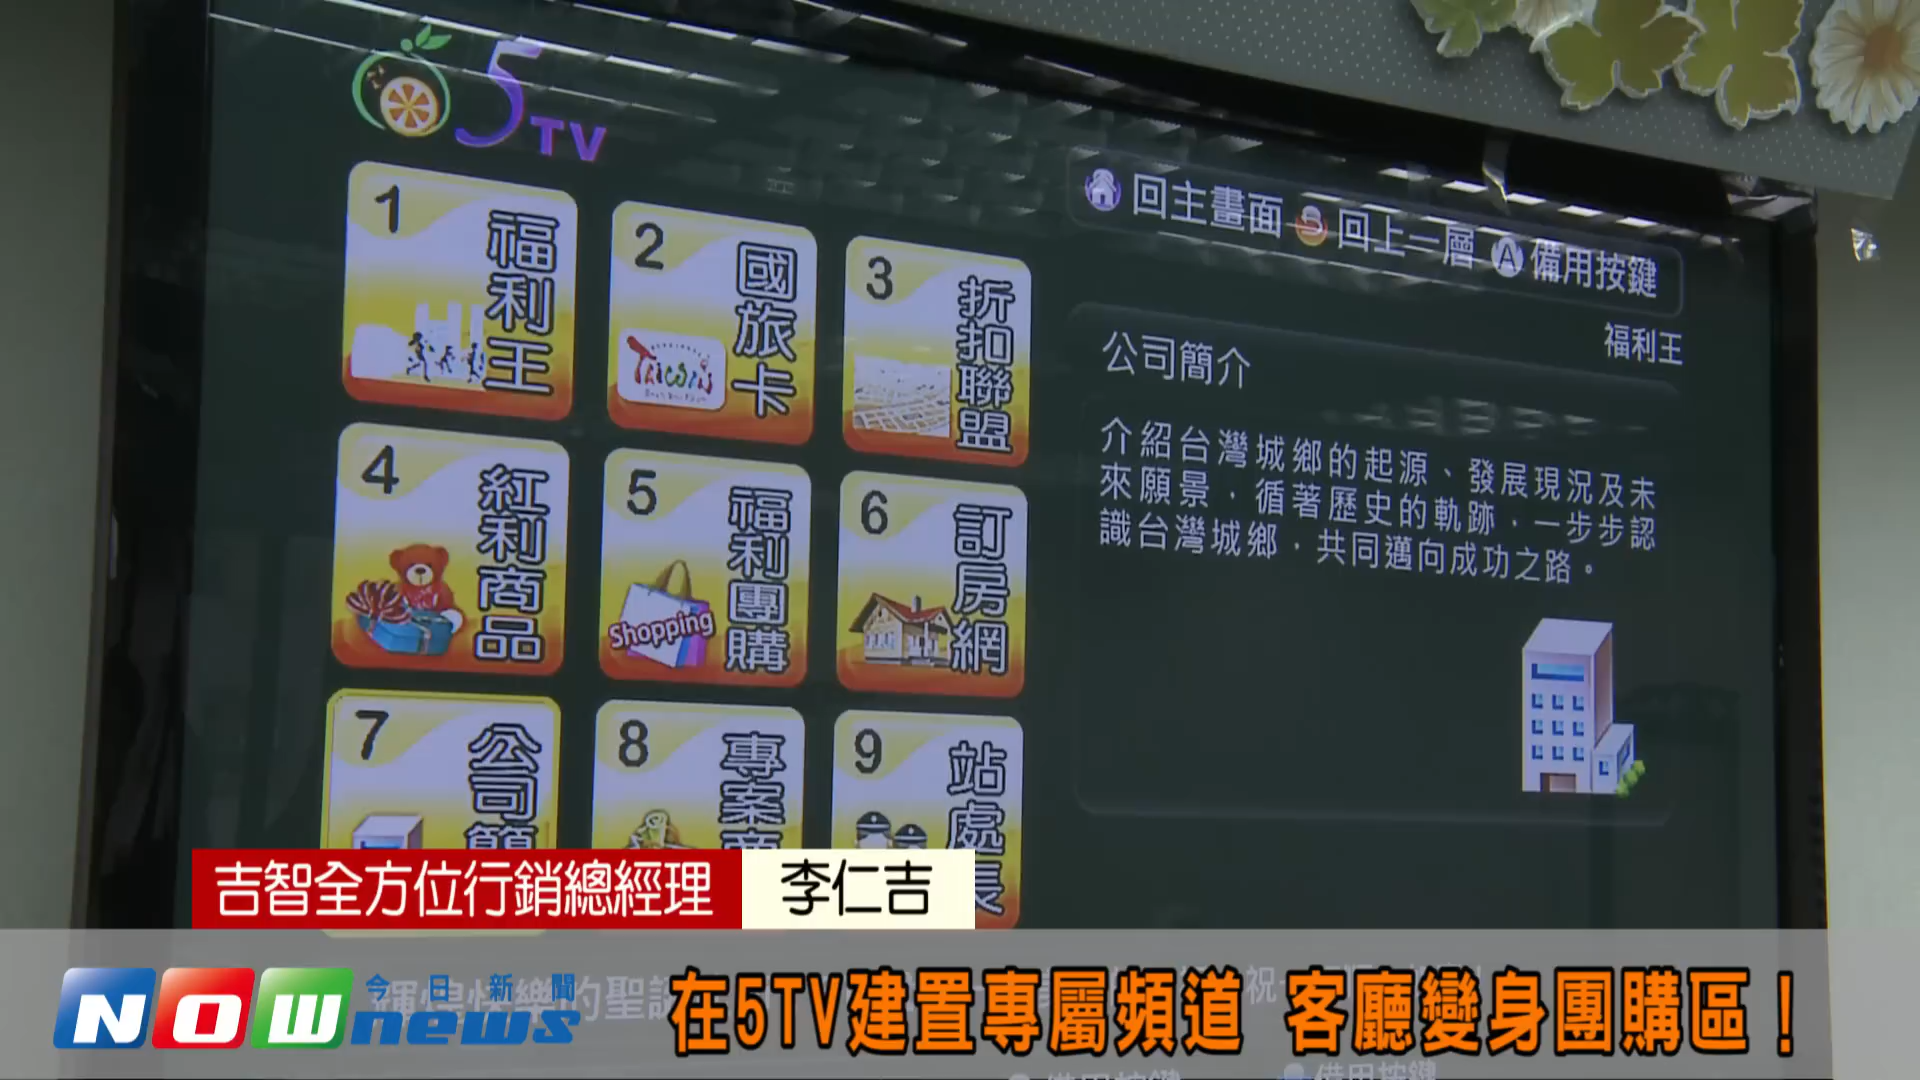 5TV
1 福利王
2 國旅卡
TAIWAN
3 折扣聯盟
4 紅利商品
5 福利團購
Shopping
6 訂房網
7 公司簡
8 專案商
9 站處長
回主畫面 回上一層 A 備用按鍵
福利王
公司簡介
介紹台灣城鄉的起源、發展現況及未
來願景，循著歷史的軌跡，一步步認
識台灣城鄉，共同邁向成功之路。
吉智全方位行銷總經理 李仁吉
NOWnews 今日新聞
在5TV建置專屬頻道 客廳變身團購區！
備用按鍵